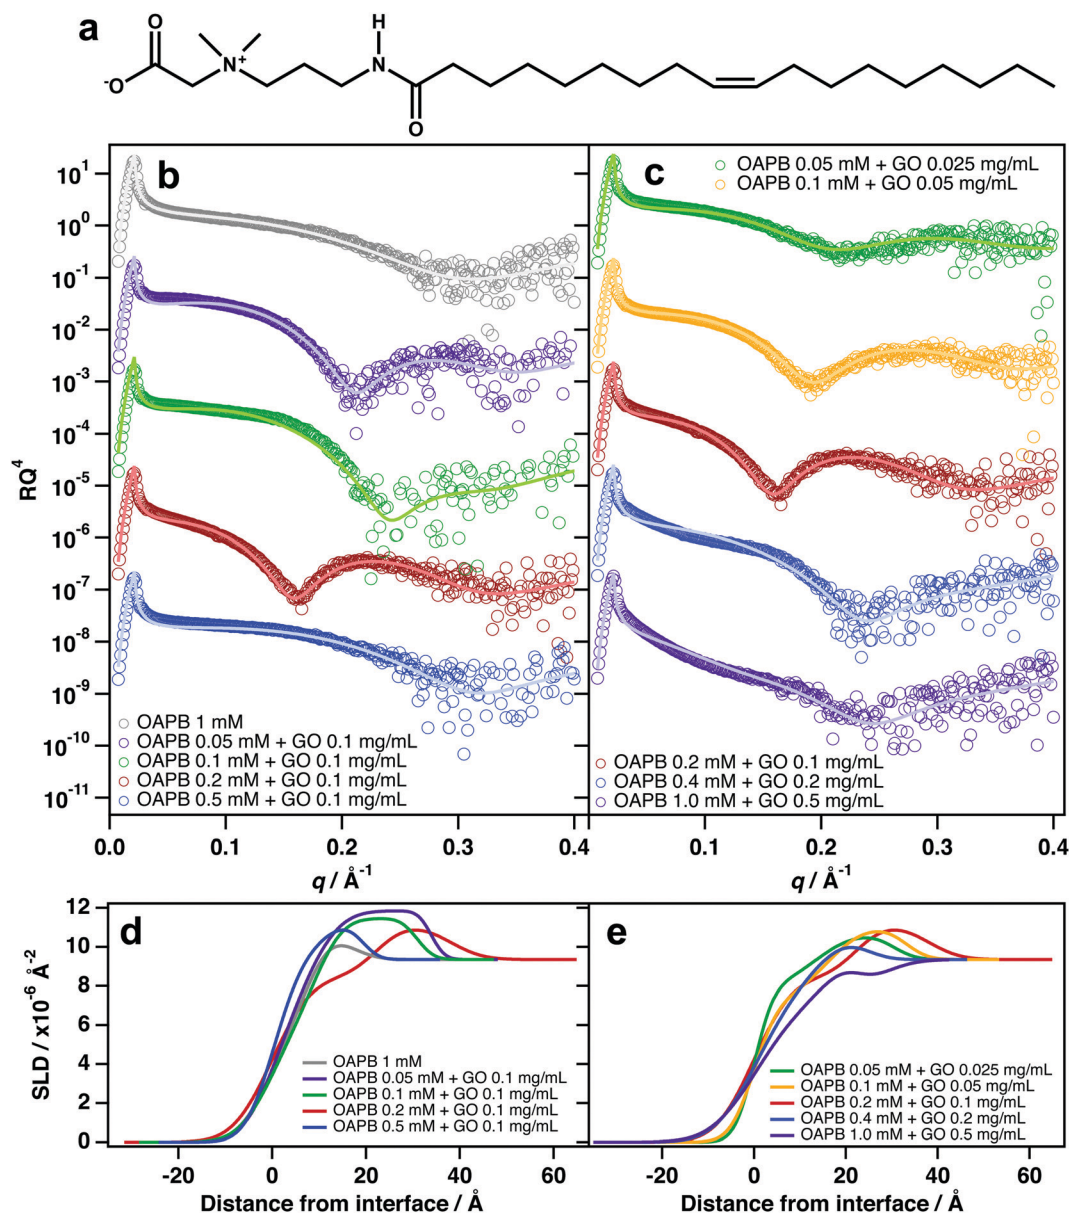 a
O
H
-O
N+
N
O
b
c
OAPB 0.05 mM + GO 0.025 mg/mL
OAPB 0.1 mM + GO 0.05 mg/mL
10^1
10^0
10^-1
10^-2
10^-3
10^-4
10^-5
10^-6
10^-7
10^-8
10^-9
10^-10
10^-11
RQ^4
OAPB 1 mM
OAPB 0.05 mM + GO 0.1 mg/mL
OAPB 0.1 mM + GO 0.1 mg/mL
OAPB 0.2 mM + GO 0.1 mg/mL
OAPB 0.5 mM + GO 0.1 mg/mL
OAPB 0.2 mM + GO 0.1 mg/mL
OAPB 0.4 mM + GO 0.2 mg/mL
OAPB 1.0 mM + GO 0.5 mg/mL
0.0 0.1 0.2 0.3 0.4 0.1 0.2 0.3 0.4
q / Å^-1
q / Å^-1
d
e
12
10
8
6
4
2
0
SLD / x10^-6 Å^-2
OAPB 1 mM
OAPB 0.05 mM + GO 0.1 mg/mL
OAPB 0.1 mM + GO 0.1 mg/mL
OAPB 0.2 mM + GO 0.1 mg/mL
OAPB 0.5 mM + GO 0.1 mg/mL
OAPB 0.05 mM + GO 0.025 mg/mL
OAPB 0.1 mM + GO 0.05 mg/mL
OAPB 0.2 mM + GO 0.1 mg/mL
OAPB 0.4 mM + GO 0.2 mg/mL
OAPB 1.0 mM + GO 0.5 mg/mL
-20 0 20 40 60 -20 0 20 40 60
Distance from interface / Å
Distance from interface / Å